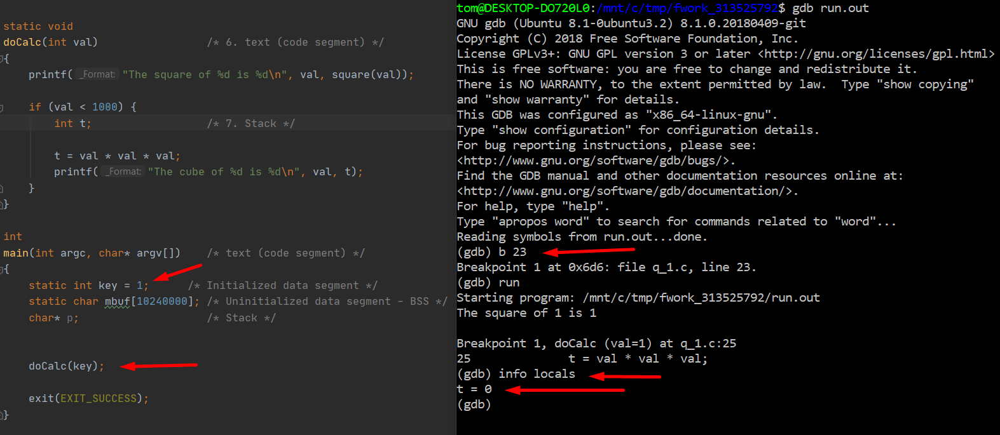 static void
doCalc(int val)                 /* 6. text (code segment) */
{
    printf( _Format: "The square of %d is %d\n", val, square(val));
    if (val < 1000) {
        int t;                  /* 7. Stack */
        t = val * val * val;
        printf( _Format: "The cube of %d is %d\n", val, t);
    }
}
int
main(int argc, char* argv[])    /* text (code segment) */
{
    static int key = 1;      /* Initialized data segment */
    static char mbuf[10240000]; /* Uninitialized data segment - BSS */
    char* p;                    /* Stack */
    doCalc(key);
    exit(EXIT_SUCCESS);
}
tom@DESKTOP-DO720L0:/mnt/c/tmp/fwork_313525792$ gdb run.out
GNU gdb (Ubuntu 8.1-0ubuntu3.2) 8.1.0.20180409-git
Copyright (C) 2018 Free Software Foundation, Inc.
License GPLv3+: GNU GPL version 3 or later <http://gnu.org/licenses/gpl.html>
This is free software: you are free to change and redistribute it.
There is NO WARRANTY, to the extent permitted by law.  Type "show copying"
and "show warranty" for details.
This GDB was configured as "x86_64-linux-gnu".
Type "show configuration" for configuration details.
For bug reporting instructions, please see:
<http://www.gnu.org/software/gdb/bugs/>.
Find the GDB manual and other documentation resources online at:
<http://www.gnu.org/software/gdb/documentation/>.
For help, type "help".
Type "apropos word" to search for commands related to "word"...
Reading symbols from run.out...done.
(gdb) b 23
Breakpoint 1 at 0x6d6: file q_1.c, line 23.
(gdb) run
Starting program: /mnt/c/tmp/fwork_313525792/run.out
The square of 1 is 1
Breakpoint 1, doCalc (val=1) at q_1.c:25
25              t = val * val * val;
(gdb) info locals
t = 0
(gdb)